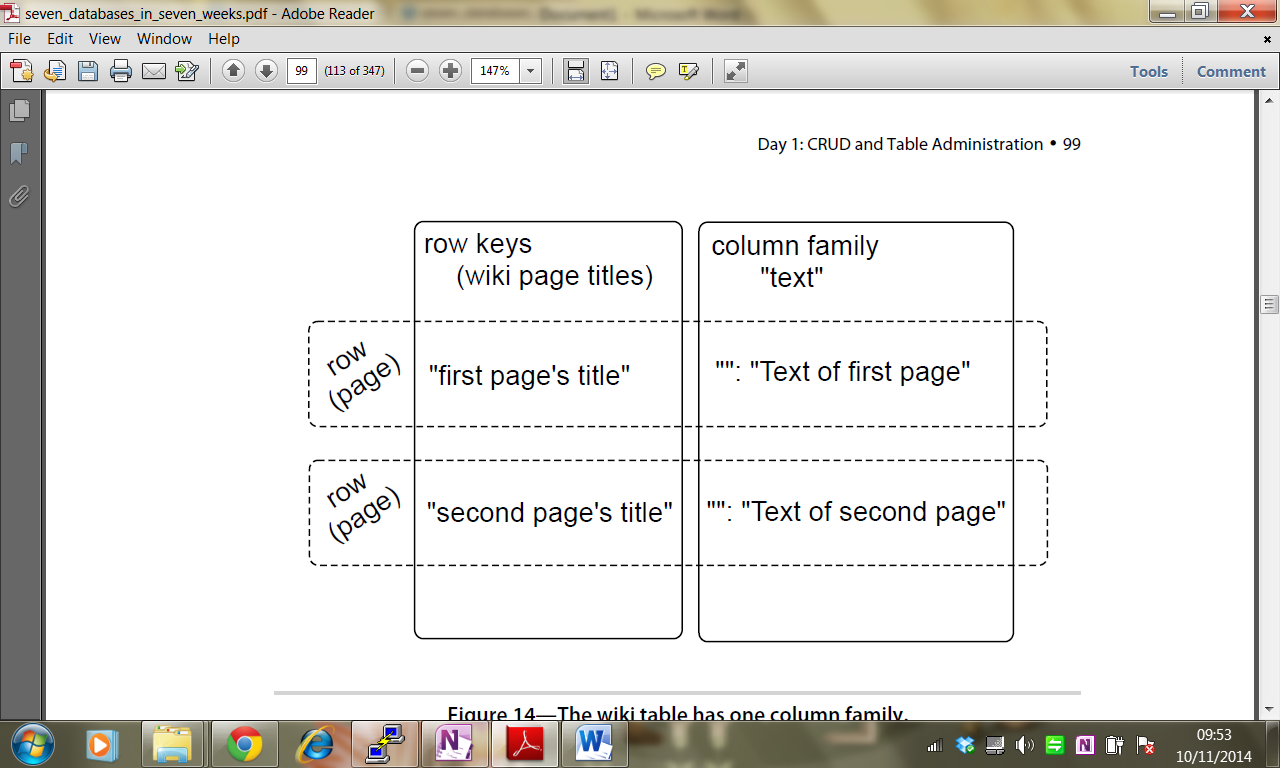 seven_databases_in_seven_weeks.pdf - Adobe Reader
File Edit View Window Help
99 (113 of 347) 147% Tools Comment
Day 1: CRUD and Table Administration • 99
row keys
(wiki page titles)
column family
"text"
row
(page)
"first page's title"
"": "Text of first page"
row
(page)
"second page's title"
"": "Text of second page"
Figure 14—The wiki table has one column family.
09:53
10/11/2014